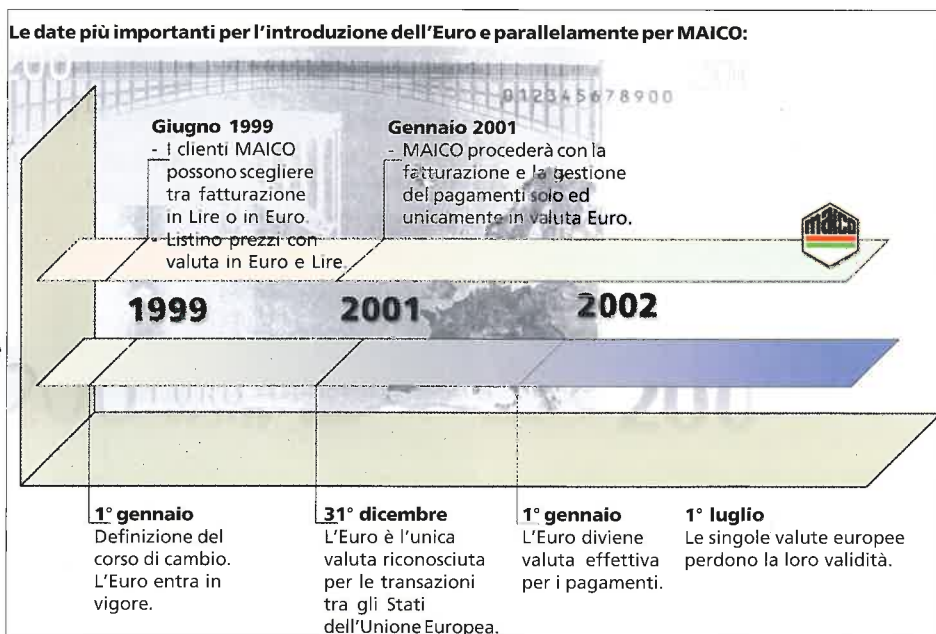 Le date più importanti per l'introduzione dell'Euro e parallelamente per MAICO:
200
012345678900
Giugno 1999
- I clienti MAICO
possono scegliere
tra fatturazione
in Lire o in Euro.
- Listino prezzi con
valuta in Euro e Lire.
Gennaio 2001
- MAICO procederà con la
fatturazione e la gestione
dei pagamenti solo ed
unicamente in valuta Euro.
maico
1999
2001
2002
200
EURO
200
1° gennaio
Definizione del
corso di cambio.
L'Euro entra in
vigore.
31° dicembre
L'Euro è l'unica
valuta riconosciuta
per le transazioni
tra gli Stati
dell'Unione Europea.
1° gennaio
L'Euro diviene
valuta effettiva
per i pagamenti.
1° luglio
Le singole valute europee
perdono la loro validità.